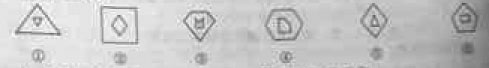 ① ② ③ ④ ⑤ ⑥